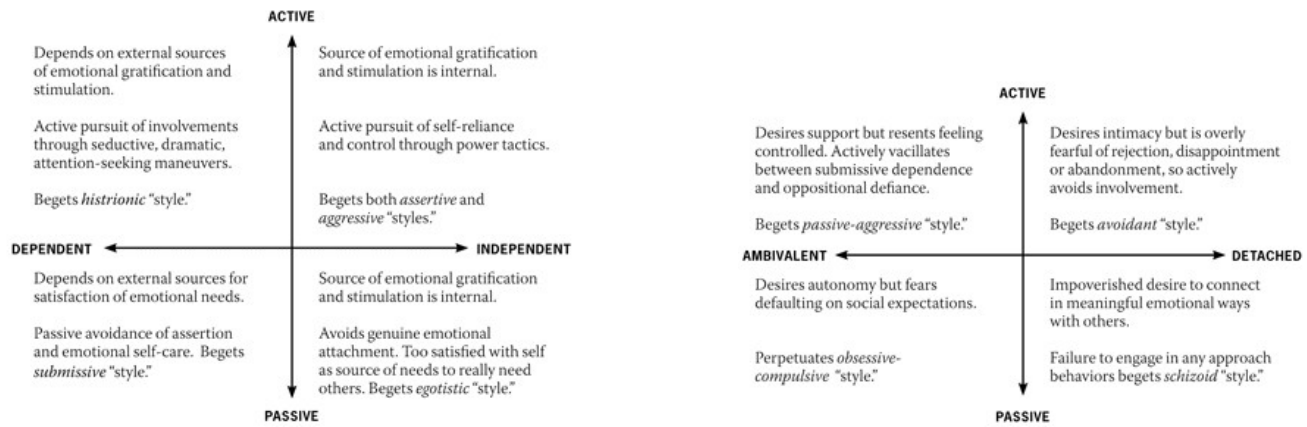 ACTIVE
Depends on external sources
of emotional gratification and
stimulation.
Active pursuit of involvements
through seductive, dramatic,
attention-seeking maneuvers.
Begets histrionic “style.”
Source of emotional gratification
and stimulation is internal.
Active pursuit of self-reliance
and control through power tactics.
Begets both assertive and
aggressive “styles.”
DEPENDENT
INDEPENDENT
Depends on external sources for
satisfaction of emotional needs.
Passive avoidance of assertion
and emotional self-care. Begets
submissive “style.”
Source of emotional gratification
and stimulation is internal.
Avoids genuine emotional
attachment. Too satisfied with self
as source of needs to really need
others. Begets egotistic “style.”
PASSIVE
ACTIVE
Desires support but resents feeling
controlled. Actively vacillates
between submissive dependence
and oppositional defiance.
Begets passive-aggressive “style.”
Desires intimacy but is overly
fearful of rejection, disappointment
or abandonment, so actively
avoids involvement.
Begets avoidant “style.”
AMBIVALENT
DETACHED
Desires autonomy but fears
defaulting on social expectations.
Perpetuates obsessive-
compulsive “style.”
Impoverished desire to connect
in meaningful emotional ways
with others.
Failure to engage in any approach
behaviors begets schizoid “style.”
PASSIVE